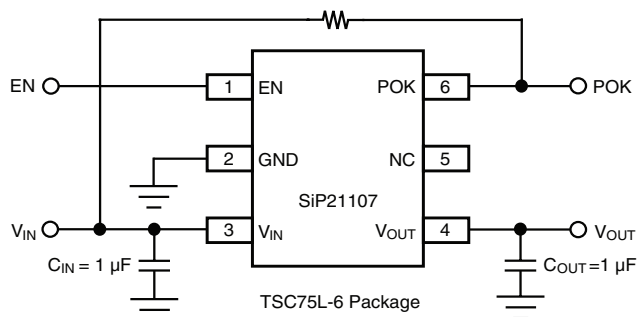 EN
1
EN
POK
6
POK
2
GND
NC
5
SiP21107
VIN
3
VIN
VOUT
4
VOUT
CIN = 1 µF
COUT=1 µF
TSC75L-6 Package